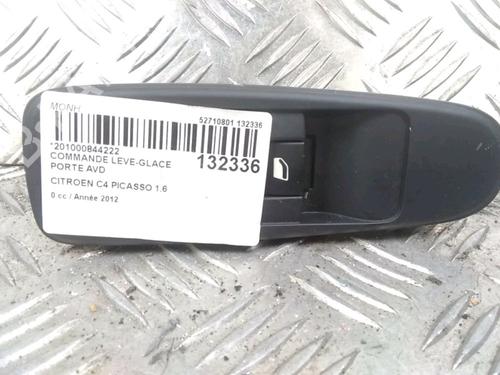 MONH
52710801 132336
*201000844222
COMMANDE LEVE-GLACE
PORTE AVD
132336
CITROEN C4 PICASSO 1.6
0 cc / Année 2012